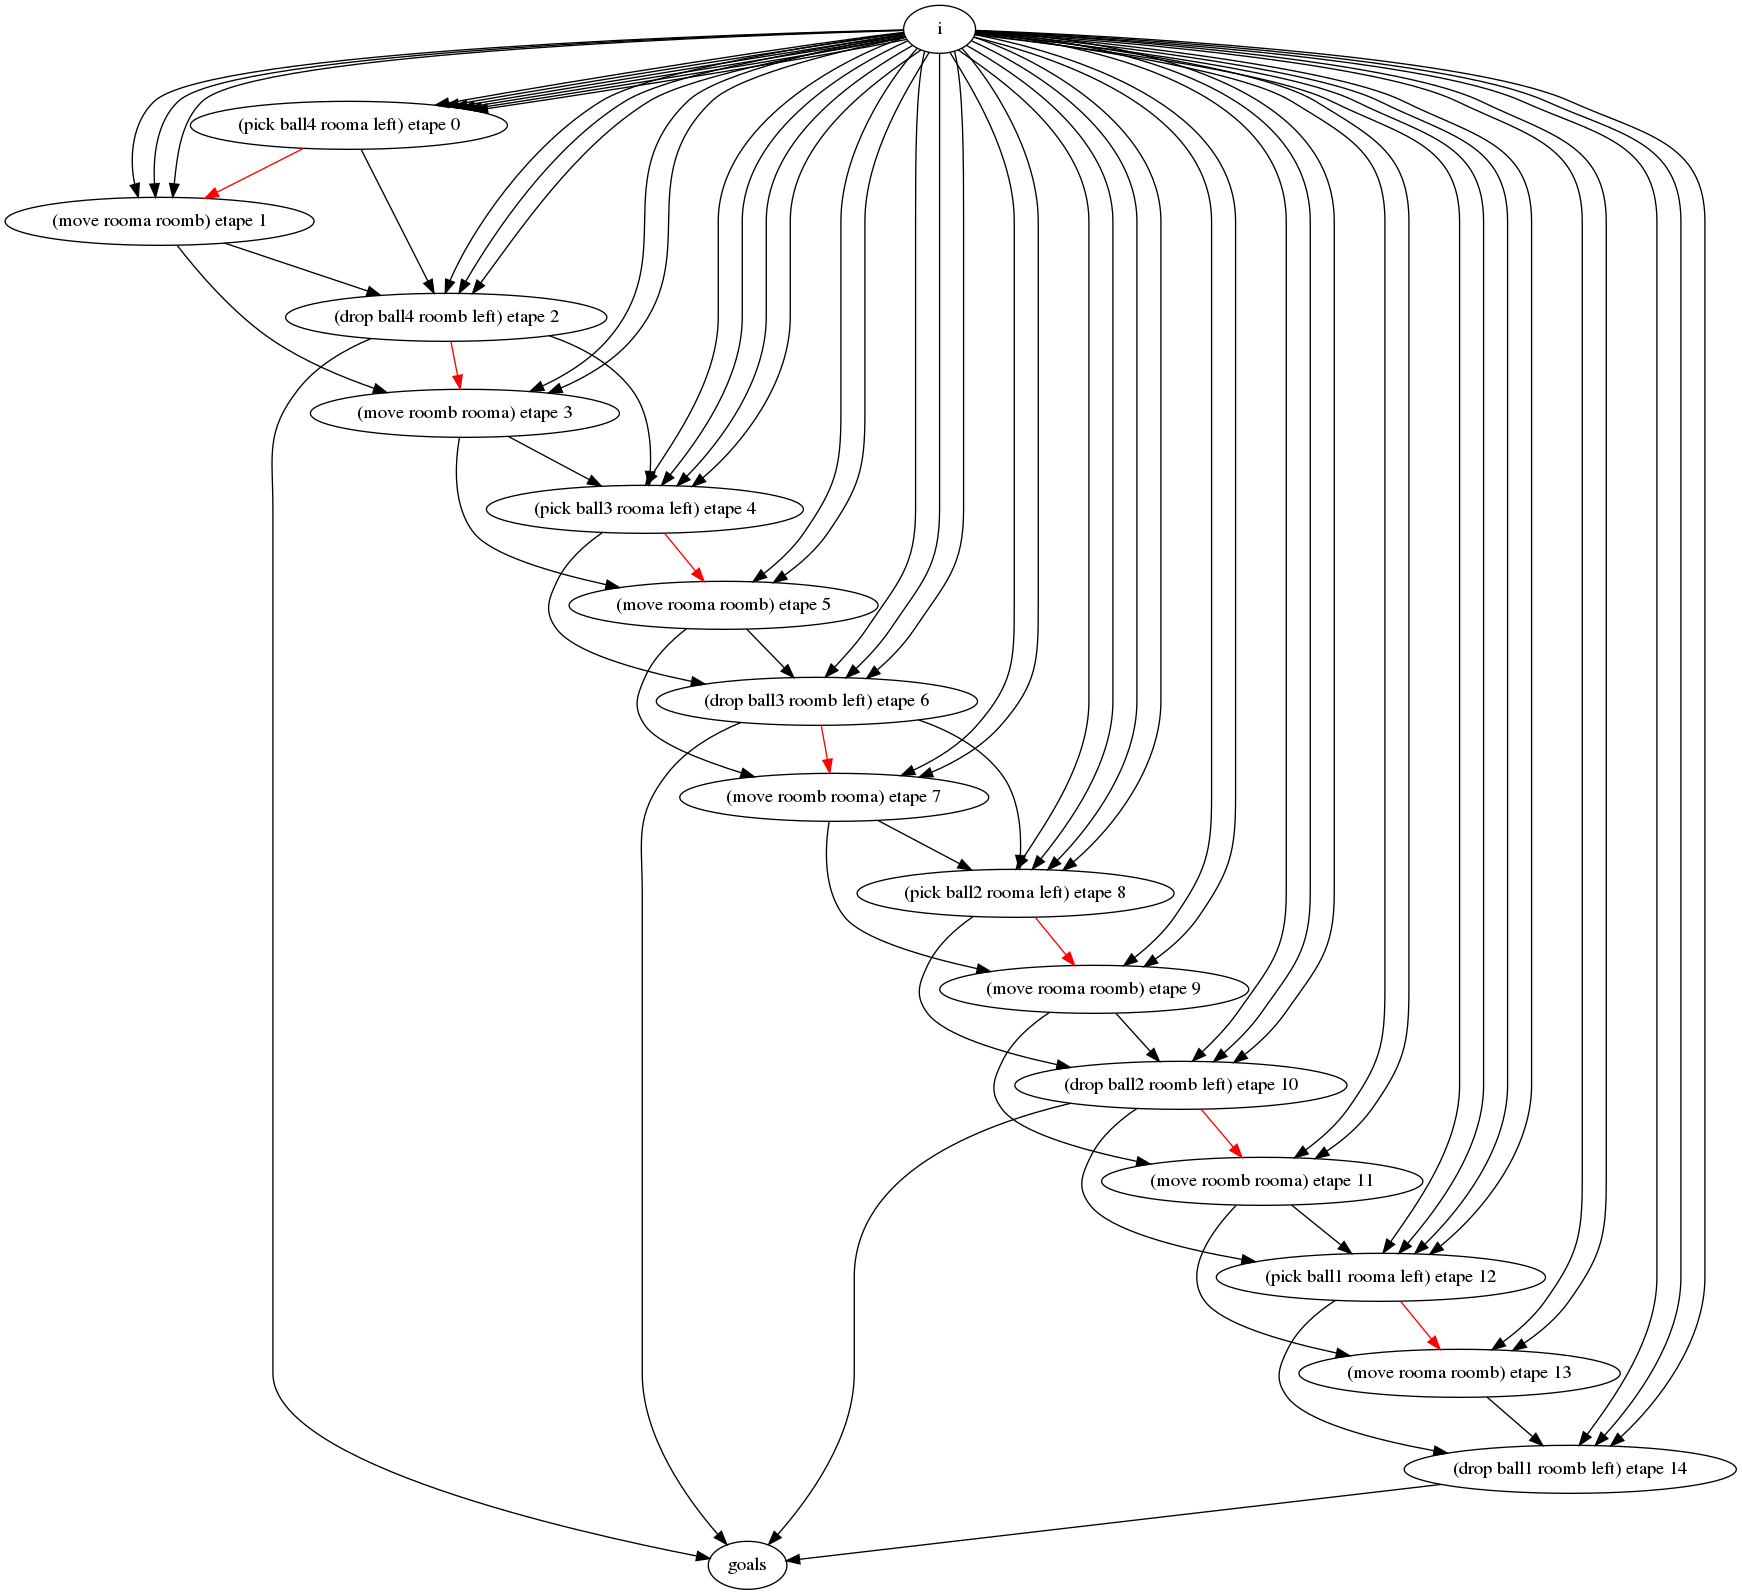 i
(pick ball4 rooma left) etape 0
(move rooma roomb) etape 1
(drop ball4 roomb left) etape 2
(move roomb rooma) etape 3
(pick ball3 rooma left) etape 4
(move rooma roomb) etape 5
(drop ball3 roomb left) etape 6
(move roomb rooma) etape 7
(pick ball2 rooma left) etape 8
(move rooma roomb) etape 9
(drop ball2 roomb left) etape 10
(move roomb rooma) etape 11
(pick ball1 rooma left) etape 12
(move rooma roomb) etape 13
(drop ball1 roomb left) etape 14
goals